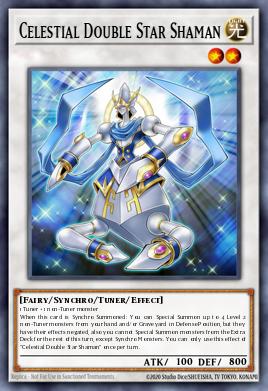 CELESTIAL DOUBLE STAR SHAMAN
LIGHT
光
[FAIRY/SYNCHRO/TUNER/EFFECT]
1 Tuner + 1 non-Tuner monster
When this card is Synchro Summoned: You can Special Summon up to 4 Level 2
non-Tuner monsters from your hand and/or Graveyard in Defense Position, but they
have their effects negated, also you cannot Special Summon monsters from the Extra
Deck for the rest of this turn, except Synchro Monsters. You can only use this effect of
"Celestial Double Star Shaman" once per turn.
ATK/ 100 DEF/ 800
Replica - Not For Use in Sanctioned Tournaments
©2020 Studio Dice/SHUEISHA, TV TOKYO, KONAMI